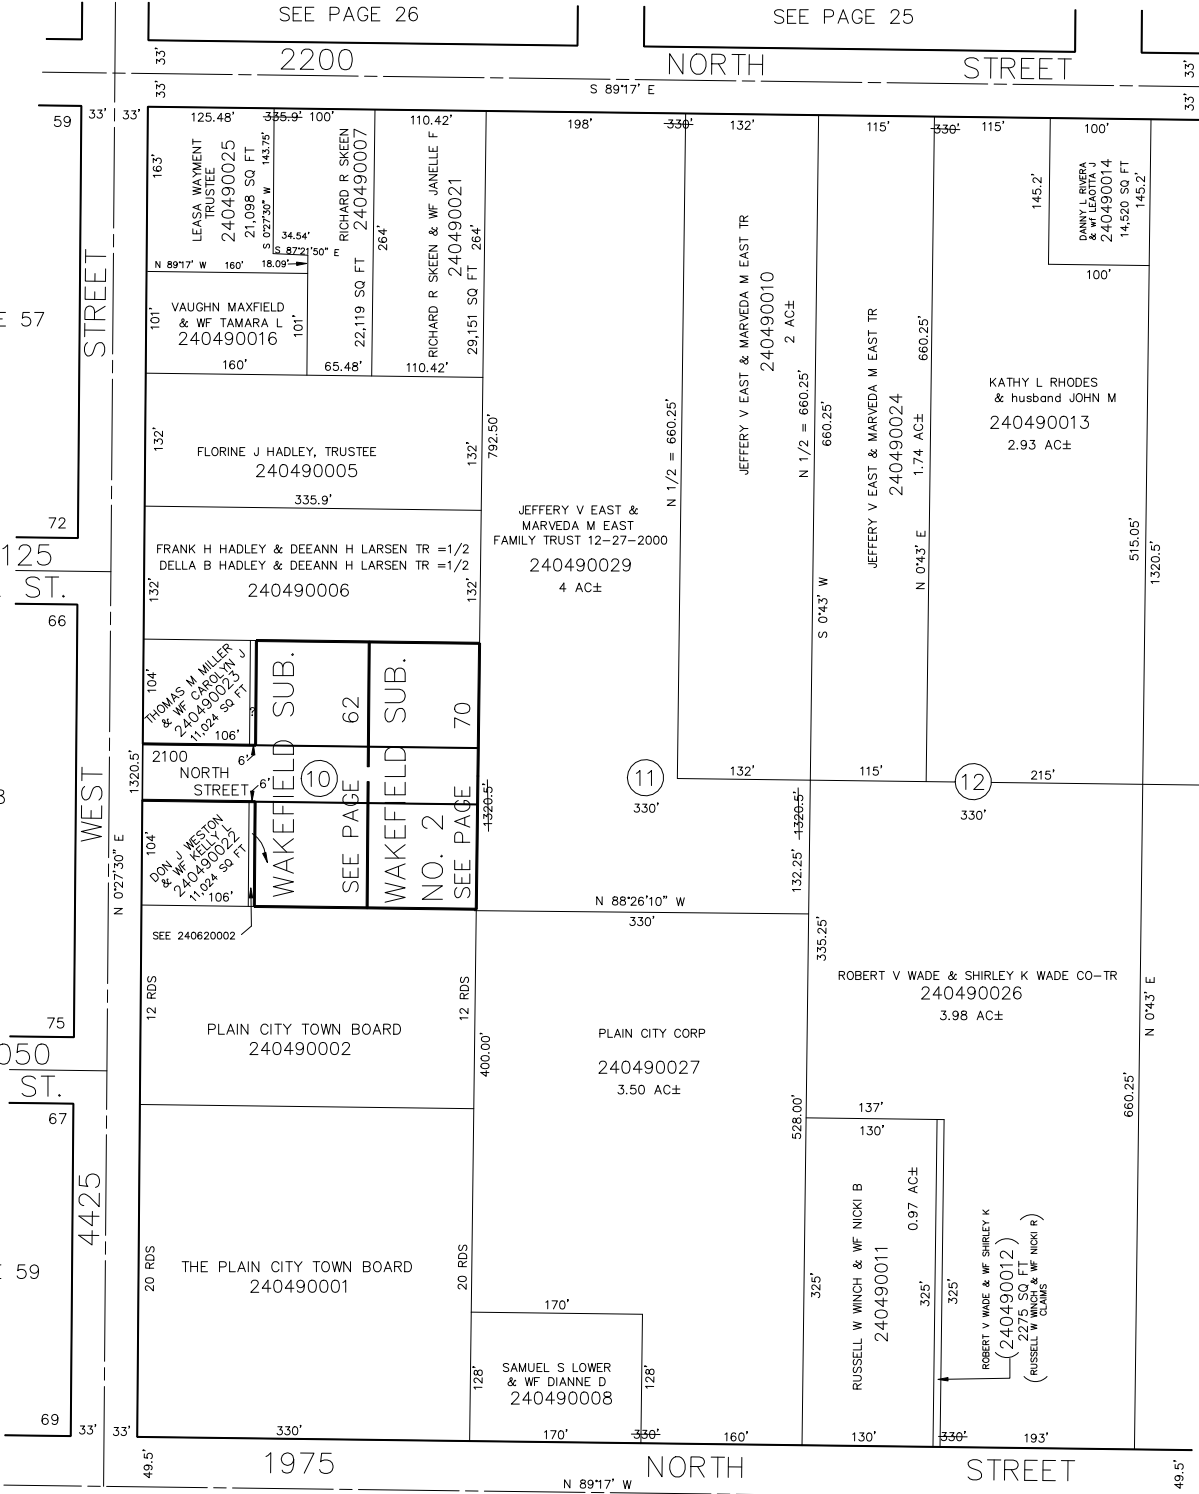 SEE PAGE 26
SEE PAGE 25
2200 NORTH STREET
33'
33'
33'
33'
S 89°17' E
59
33'
33'
125.48'
335.9'
100'
110.42'
198'
330'
132'
115'
330'
115'
100'
163'
LEASA WAYMENT
TRUSTEE
240490025
21,098 SQ FT
143.75'
S 0°27'30" W
34.54'
S 87°21'50" E
18.09'
N 89°17' W
160'
RICHARD R SKEEN
240490007
22,119 SQ FT
264'
RICHARD R SKEEN & WF JANELLE F
240490021
29,151 SQ FT
264'
VAUGHN MAXFIELD
& WF TAMARA L
240490016
101'
101'
160'
65.48'
110.42'
132'
FLORINE J HADLEY, TRUSTEE
240490005
132'
335.9'
792.50'
FRANK H HADLEY & DEEANN H LARSEN TR =1/2
DELLA B HADLEY & DEEANN H LARSEN TR =1/2
240490006
132'
132'
JEFFERY V EAST &
MARVEDA M EAST
FAMILY TRUST 12-27-2000
240490029
4 AC±
N 1/2 = 660.25'
JEFFERY V EAST & MARVEDA M EAST TR
240490010
2 AC±
N 1/2 = 660.25'
660.25'
S 0°43' W
JEFFERY V EAST & MARVEDA M EAST TR
240490024
1.74 AC±
660.25'
N 0°43' E
DANNY L RIVERA
& wf LEAOTTA J
240490014
14,520 SQ FT
145.2'
145.2'
100'
KATHY L RHODES
& husband JOHN M
240490013
2.93 AC±
515.05'
1320.5'
E 57
STREET
72
125
ST.
66
THOMAS M MILLER
& WF CAROLYN J
240490023
11,024 SQ FT
104'
106'
?
6'
2100
NORTH
STREET
6'
1320.5'
WAKEFIELD SUB.
SEE PAGE 62
10
WAKEFIELD SUB.
NO. 2
SEE PAGE 70
1320.5'
11
330'
132'
115'
12
330'
215'
1320.5'
132.25'
WEST
N 0°27'30" E
DON J WESTON
& WF KELLY L
240490022
11,024 SQ FT
104'
106'
SEE 240620002
N 88°26'10" W
330'
335.25'
12 RDS
PLAIN CITY TOWN BOARD
240490002
12 RDS
400.00'
PLAIN CITY CORP
240490027
3.50 AC±
ROBERT V WADE & SHIRLEY K WADE CO-TR
240490026
3.98 AC±
N 0°43' E
660.25'
75
050
ST.
67
4425
E 59
69
20 RDS
THE PLAIN CITY TOWN BOARD
240490001
20 RDS
528.00'
137'
130'
RUSSELL W WINCH & WF NICKI B
240490011
0.97 AC±
325'
325'
325'
ROBERT V WADE & WF SHIRLEY K
(240490012)
2275 SQ FT
(RUSSELL W WINCH & WF NICKI R)
CLAIMS
170'
SAMUEL S LOWER
& WF DIANNE D
240490008
128'
128'
33'
33'
330'
170'
330'
160'
130'
330'
193'
49.5'
1975 NORTH STREET
N 89°17' W
49.5'